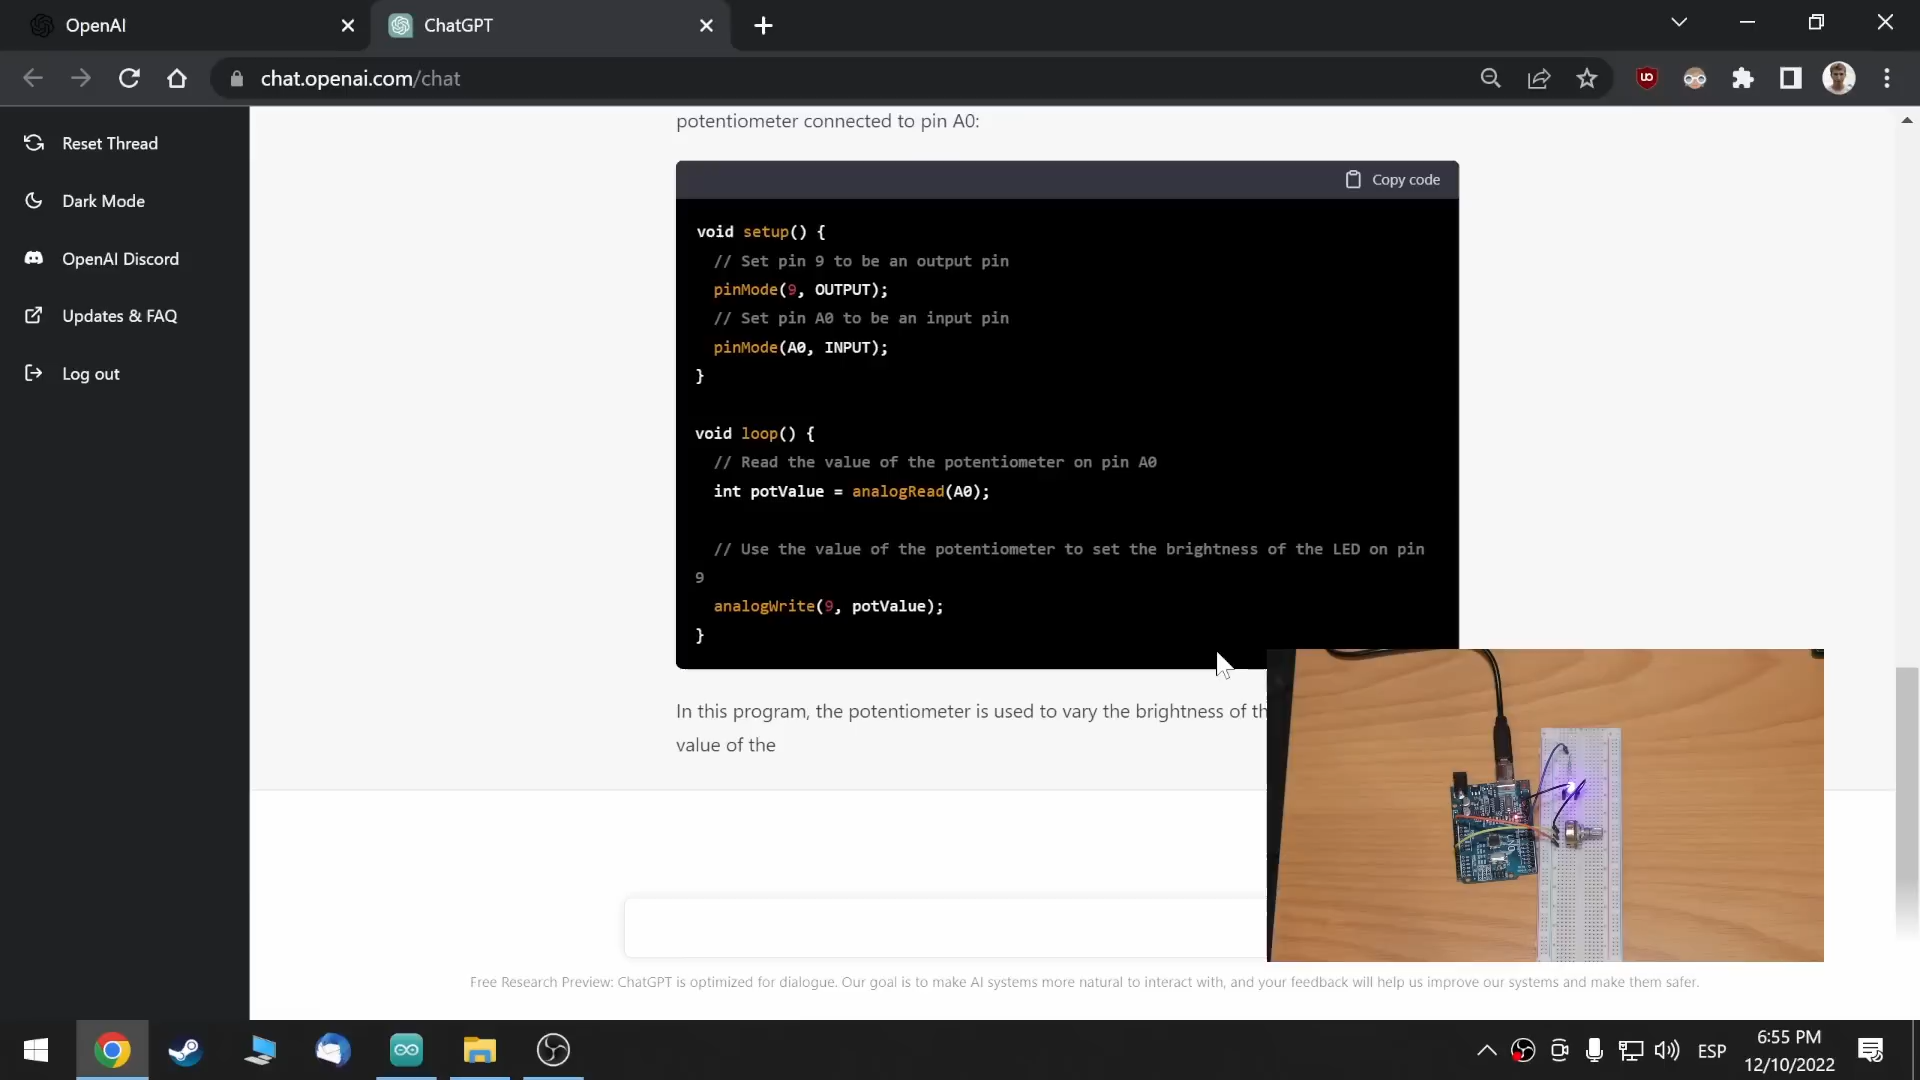 OpenAI
ChatGPT
chat.openai.com/chat
Reset Thread
Dark Mode
OpenAI Discord
Updates & FAQ
Log out
potentiometer connected to pin A0:
Copy code
void setup() {
// Set pin 9 to be an output pin
pinMode(9, OUTPUT);
// Set pin A0 to be an input pin
pinMode(A0, INPUT);
}
void loop() {
// Read the value of the potentiometer on pin A0
int potValue = analogRead(A0);
// Use the value of the potentiometer to set the brightness of the LED on pin
9
analogWrite(9, potValue);
}
In this program, the potentiometer is used to vary the brightness of
value of the
Free Research Preview: ChatGPT is optimized for dialogue. Our goal is to make AI systems more natural to interact with, and your feedback will help us improve our systems and make them safer.
ESP
6:55 PM
12/10/2022